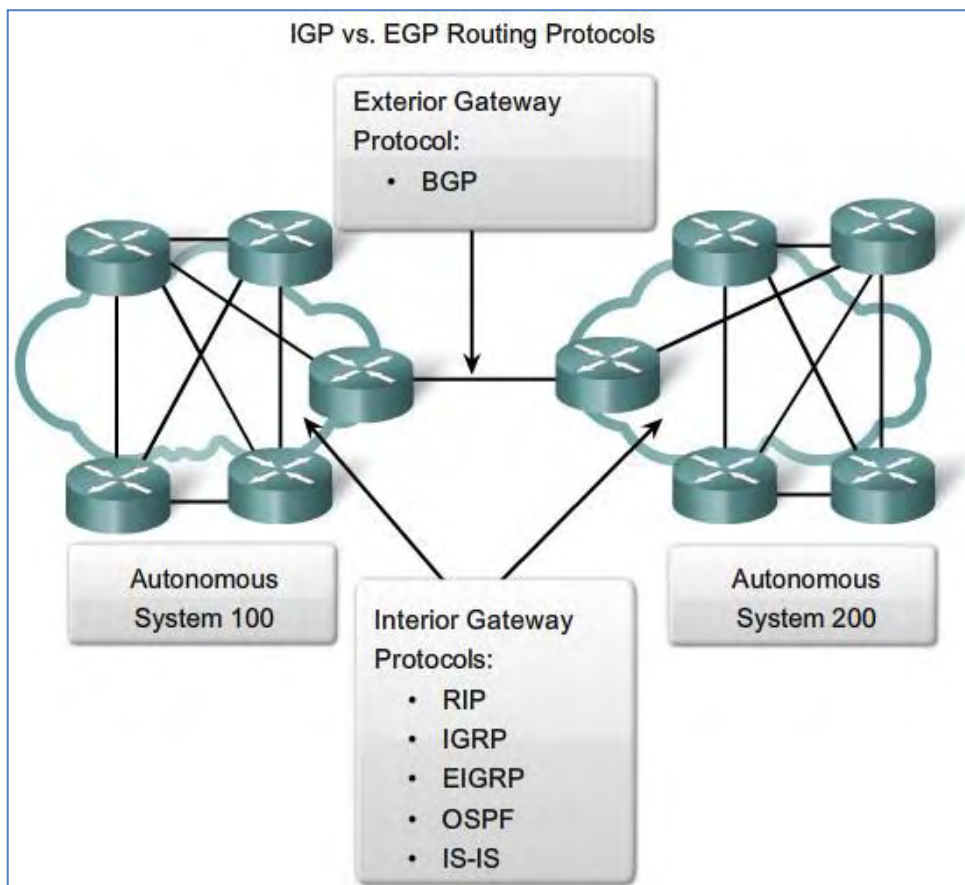 IGP vs. EGP Routing Protocols
Exterior Gateway
Protocol:
• BGP
Autonomous
System 100
Autonomous
System 200
Interior Gateway
Protocols:
• RIP
• IGRP
• EIGRP
• OSPF
• IS-IS